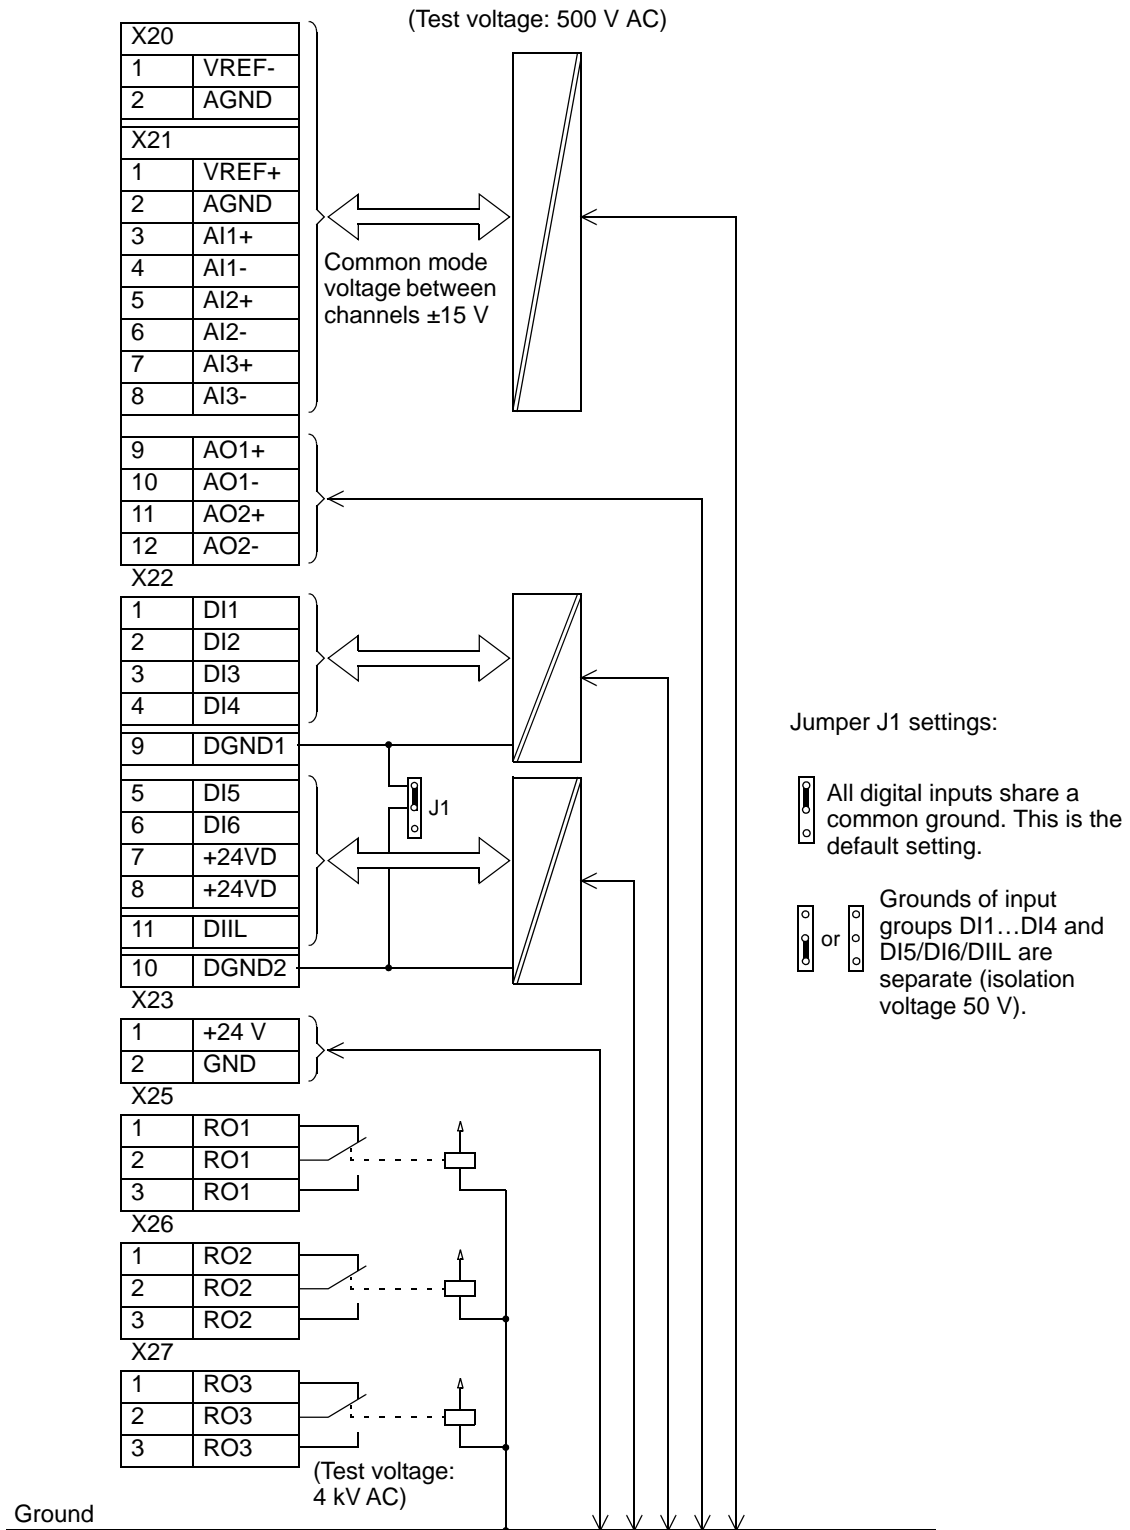 (Test voltage: 500 V AC)
X20
1 VREF-
2 AGND
X21
1 VREF+
2 AGND
3 AI1+
4 AI1-
5 AI2+
6 AI2-
7 AI3+
8 AI3-
Common mode
voltage between
channels ±15 V
9 AO1+
10 AO1-
11 AO2+
12 AO2-
X22
1 DI1
2 DI2
3 DI3
4 DI4
9 DGND1
5 DI5
6 DI6
7 +24VD
8 +24VD
11 DIIL
10 DGND2
J1
Jumper J1 settings:
All digital inputs share a
common ground. This is the
default setting.
or
Grounds of input
groups DI1…DI4 and
DI5/DI6/DIIL are
separate (isolation
voltage 50 V).
X23
1 +24 V
2 GND
X25
1 RO1
2 RO1
3 RO1
X26
1 RO2
2 RO2
3 RO2
X27
1 RO3
2 RO3
3 RO3
(Test voltage:
4 kV AC)
Ground